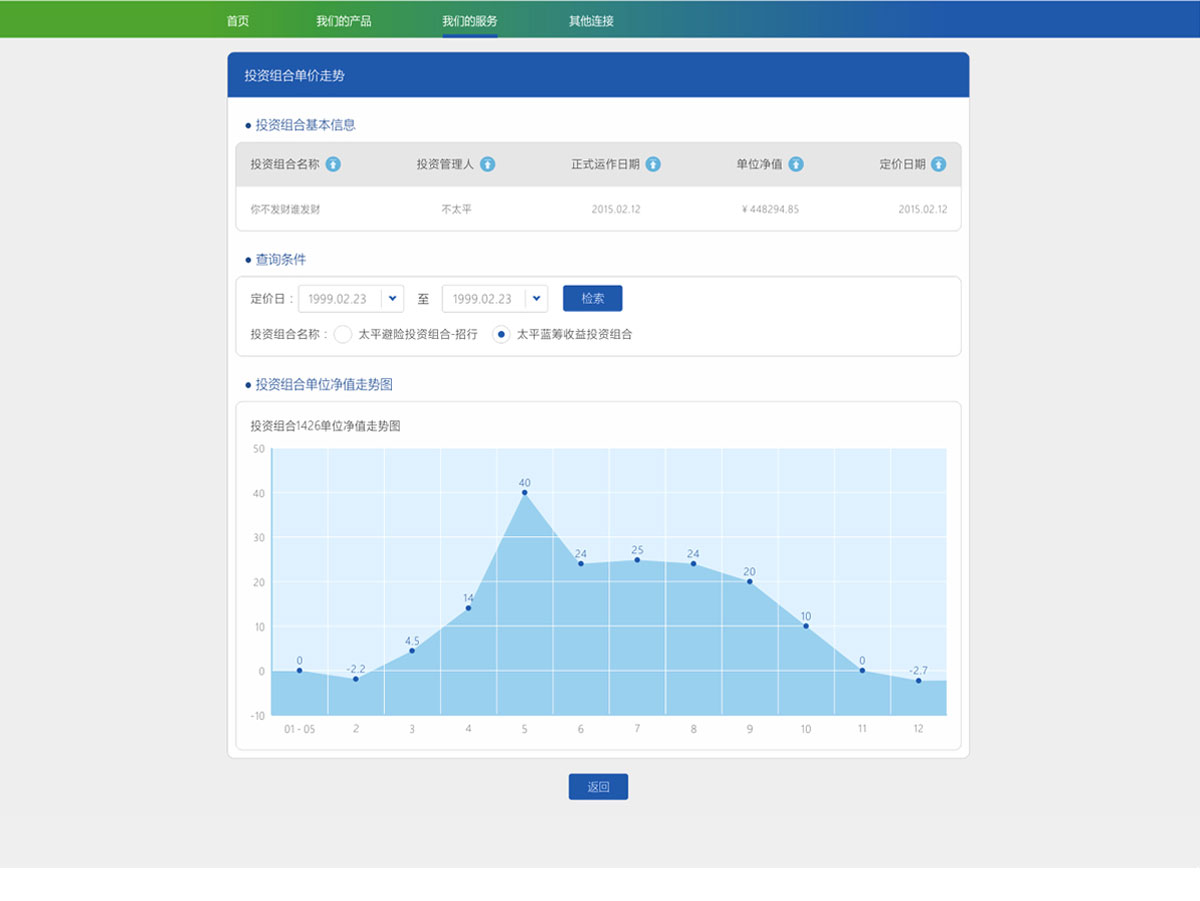 首页 我们的产品 我们的服务 其他连接
投资组合单价走势
投资组合基本信息
投资组合名称 投资管理人 正式运作日期 单位净值 定价日期
你不发财谁发财 不太平 2015.02.12 ¥ 448294.85 2015.02.12
查询条件
定价日 : 1999.02.23 至 1999.02.23 检索
投资组合名称 : 太平避险投资组合-招行 太平蓝筹收益投资组合
投资组合单位净值走势图
投资组合1426单位净值走势图
50
40
30
20
10
0
-10
0 -2.2 4.5 14 40 24 25 24 20 10 0 -2.7
01 - 05 2 3 4 5 6 7 8 9 10 11 12
返回